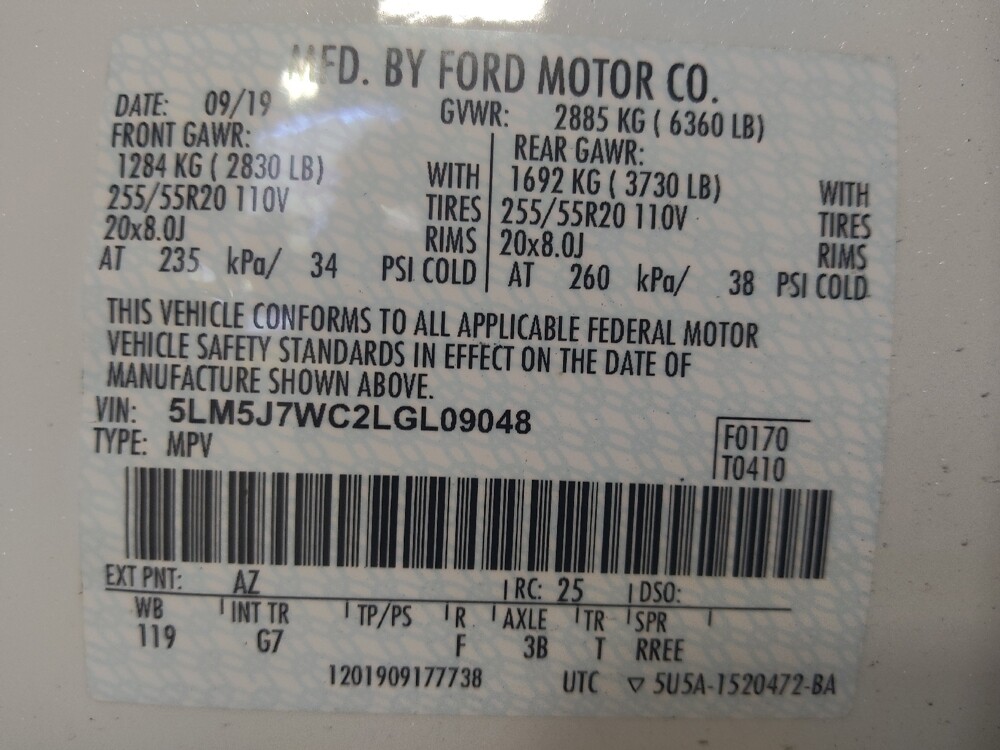 MFD. BY FORD MOTOR CO.
DATE: 09/19 GVWR: 2885 KG ( 6360 LB)
FRONT GAWR: REAR GAWR:
1284 KG ( 2830 LB) WITH 1692 KG ( 3730 LB) WITH
255/55R20 110V TIRES 255/55R20 110V TIRES
20x8.0J RIMS 20x8.0J RIMS
AT 235 kPa/ 34 PSI COLD AT 260 kPa/ 38 PSI COLD
THIS VEHICLE CONFORMS TO ALL APPLICABLE FEDERAL MOTOR
VEHICLE SAFETY STANDARDS IN EFFECT ON THE DATE OF
MANUFACTURE SHOWN ABOVE.
VIN: 5LM5J7WC2LGL09048
TYPE: MPV F0170
T0410
EXT PNT: AZ RC: 25 DSO:
WB INT TR TP/PS R AXLE TR SPR
119 G7 F 3B T RREE
1201909177738 UTC ▽ 5U5A-1520472-BA